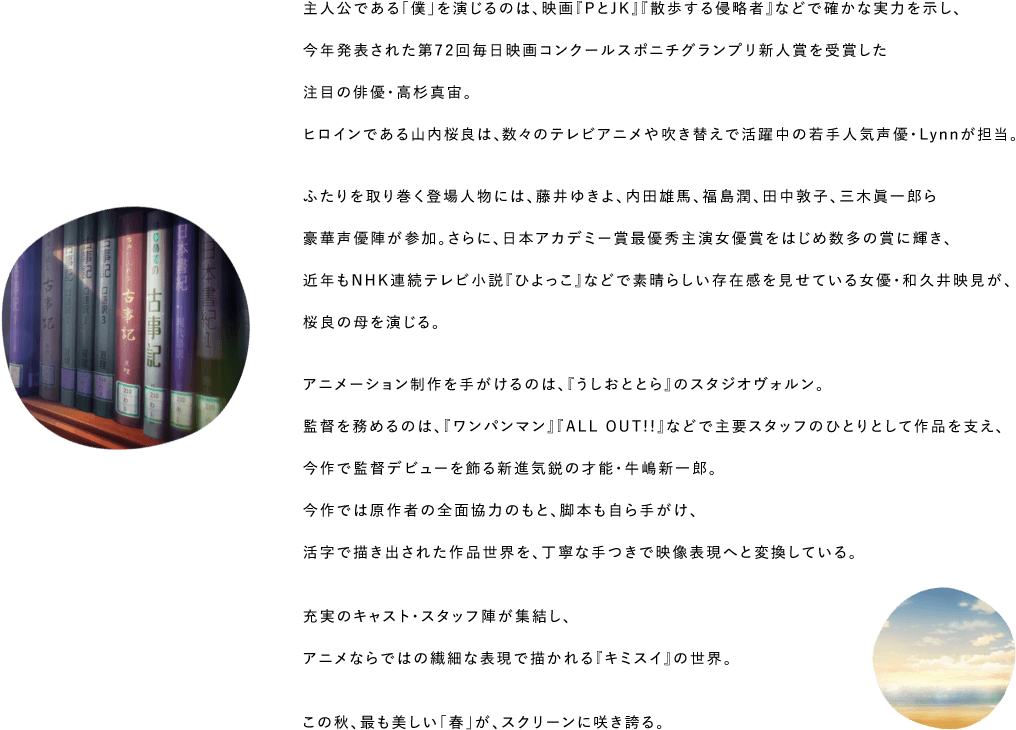 主人公である「僕」を演じるのは、映画『PとJK』『散歩する侵略者』などで確かな実力を示し、
今年発表された第72回毎日映画コンクールスポニチグランプリ新人賞を受賞した
注目の俳優・高杉真宙。
ヒロインである山内桜良は、数々のテレビアニメや吹き替えで活躍中の若手人気声優・Lynnが担当。
ふたりを取り巻く登場人物には、藤井ゆきよ、内田雄馬、福島潤、田中敦子、三木眞一郎ら
豪華声優陣が参加。さらに、日本アカデミー賞最優秀主演女優賞をはじめ数多の賞に輝き、
近年もNHK連続テレビ小説『ひよっこ』などで素晴らしい存在感を見せている女優・和久井映見が、
桜良の母を演じる。
アニメーション制作を手がけるのは、『うしおととら』のスタジオヴォルン。
監督を務めるのは、『ワンパンマン』『ALL OUT!!』などで主要スタッフのひとりとして作品を支え、
今作で監督デビューを飾る新進気鋭の才能・牛嶋新一郎。
今作では原作者の全面協力のもと、脚本も自ら手がけ、
活字で描き出された作品世界を、丁寧な手つきで映像表現へと変換している。
充実のキャスト・スタッフ陣が集結し、
アニメならではの繊細な表現で描かれる『キミスイ』の世界。
この秋、最も美しい「春」が、スクリーンに咲き誇る。
古事記
古事記
古事記
日本書記
日本書記1